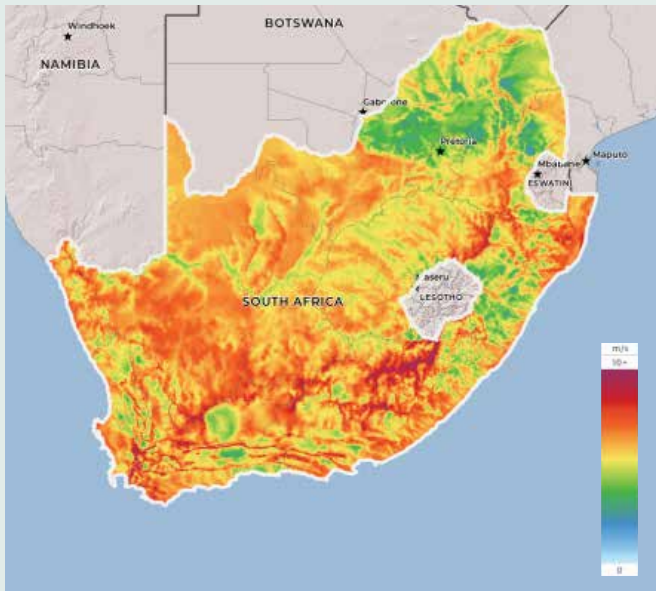 Windhoek
BOTSWANA
NAMIBIA
Gaborone
Pretoria
Mbabane
Maputo
ESWATINI
Maseru
LESOTHO
SOUTH AFRICA
m/s
10+
0